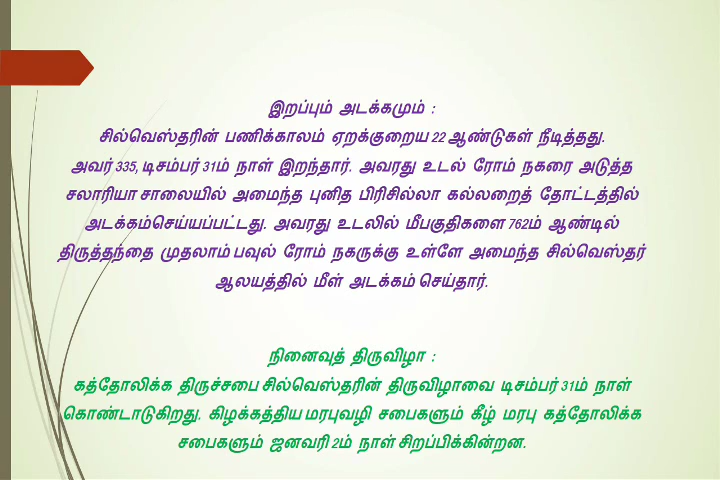 இறப்பும் அடக்கமும் :
சில்வெஸ்தரின் பணிக்காலம் ஏறக்குறைய 22 ஆண்டுகள் நீடித்தது.
அவர் 335, டிசம்பர் 31ம் நாள் இறந்தார். அவரது உடல் ரோம் நகரை அடுத்த
சலாரியா சாலையில் அமைந்த புனித பிரிசில்லா கல்லறைத் தோட்டத்தில்
அடக்கம்செய்யப்பட்டது. அவரது உடலில் மீபகுதிகளை 762ம் ஆண்டில்
திருத்தந்தை முதலாம் பவுல் ரோம் நகருக்கு உள்ளே அமைந்த சில்வெஸ்தர்
ஆலயத்தில் மீள் அடக்கம் செய்தார்.
நினைவுத் திருவிழா :
கத்தோலிக்க திருச்சபை சில்வெஸ்தரின் திருவிழாவை டிசம்பர் 31ம் நாள்
கொண்டாடுகிறது. கிழக்கத்திய மரபுவழி சபைகளும் கீழ் மரபு கத்தோலிக்க
சபைகளும் ஜனவரி 2ம் நாள் சிறப்பிக்கின்றன.